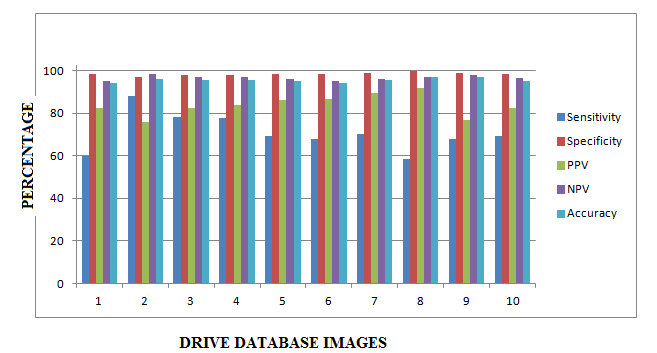 PERCENTAGE
100
80
60
40
20
0
1 2 3 4 5 6 7 8 9 10
Sensitivity
Specificity
PPV
NPV
Accuracy
DRIVE DATABASE IMAGES